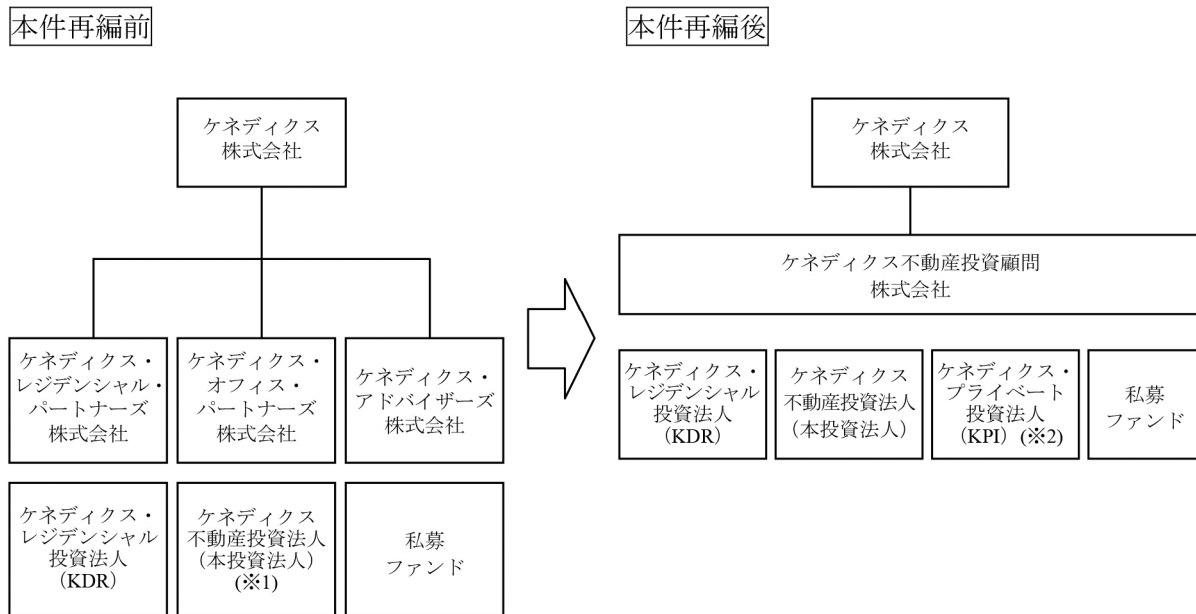 本件再編前
ケネディクス
株式会社
ケネディクス・
レジデンシャル・
パートナーズ
株式会社
ケネディクス・
オフィス・
パートナーズ
株式会社
ケネディクス・
アドバイザーズ
株式会社
ケネディクス・
レジデンシャル
投資法人
（KDR）
ケネディクス
不動産投資法人
（本投資法人）
(※1)
私募
ファンド
本件再編後
ケネディクス
株式会社
ケネディクス不動産投資顧問
株式会社
ケネディクス・
レジデンシャル
投資法人
（KDR）
ケネディクス
不動産投資法人
（本投資法人）
ケネディクス・
プライベート
投資法人
（KPI）(※2)
私募
ファンド